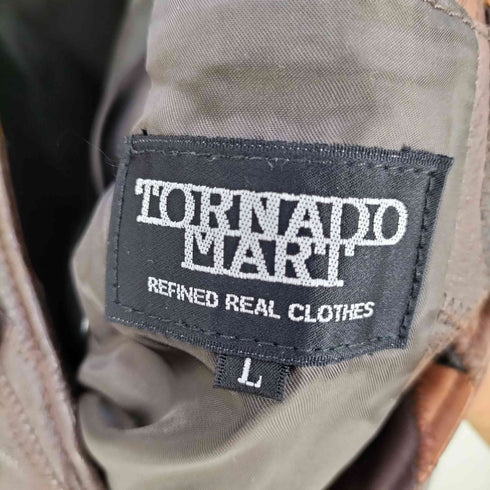 TORNADO
MART
REFINED REAL CLOTHES
L